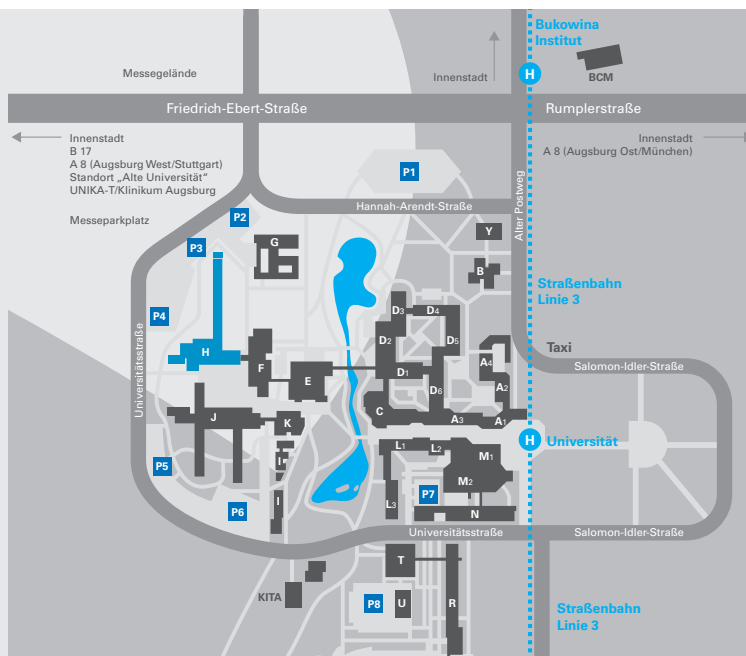 Bukowina
Institut
Messegelände
Innenstadt
H
BCM
Friedrich-Ebert-Straße
Rumplerstraße
Innenstadt
B 17
A 8 (Augsburg West/Stuttgart)
Standort „Alte Universität“
UNIKA-T/Klinikum Augsburg
Messeparkplatz
Innenstadt
A 8 (Augsburg Ost/München)
P1
Hannah-Arendt-Straße
Alter Postweg
P2
P3
G
Y
B
Straßenbahn
Linie 3
P4
D3
D4
D2
D5
H
F
E
D1
D6
A4
A2
Taxi
Salomon-Idler-Straße
Universitätsstraße
J
K
C
A3
A1
H
Universität
L1
L2
M1
M2
I
I
P5
P6
P7
L3
N
Universitätsstraße
Salomon-Idler-Straße
T
KITA
P8
U
R
Straßenbahn
Linie 3